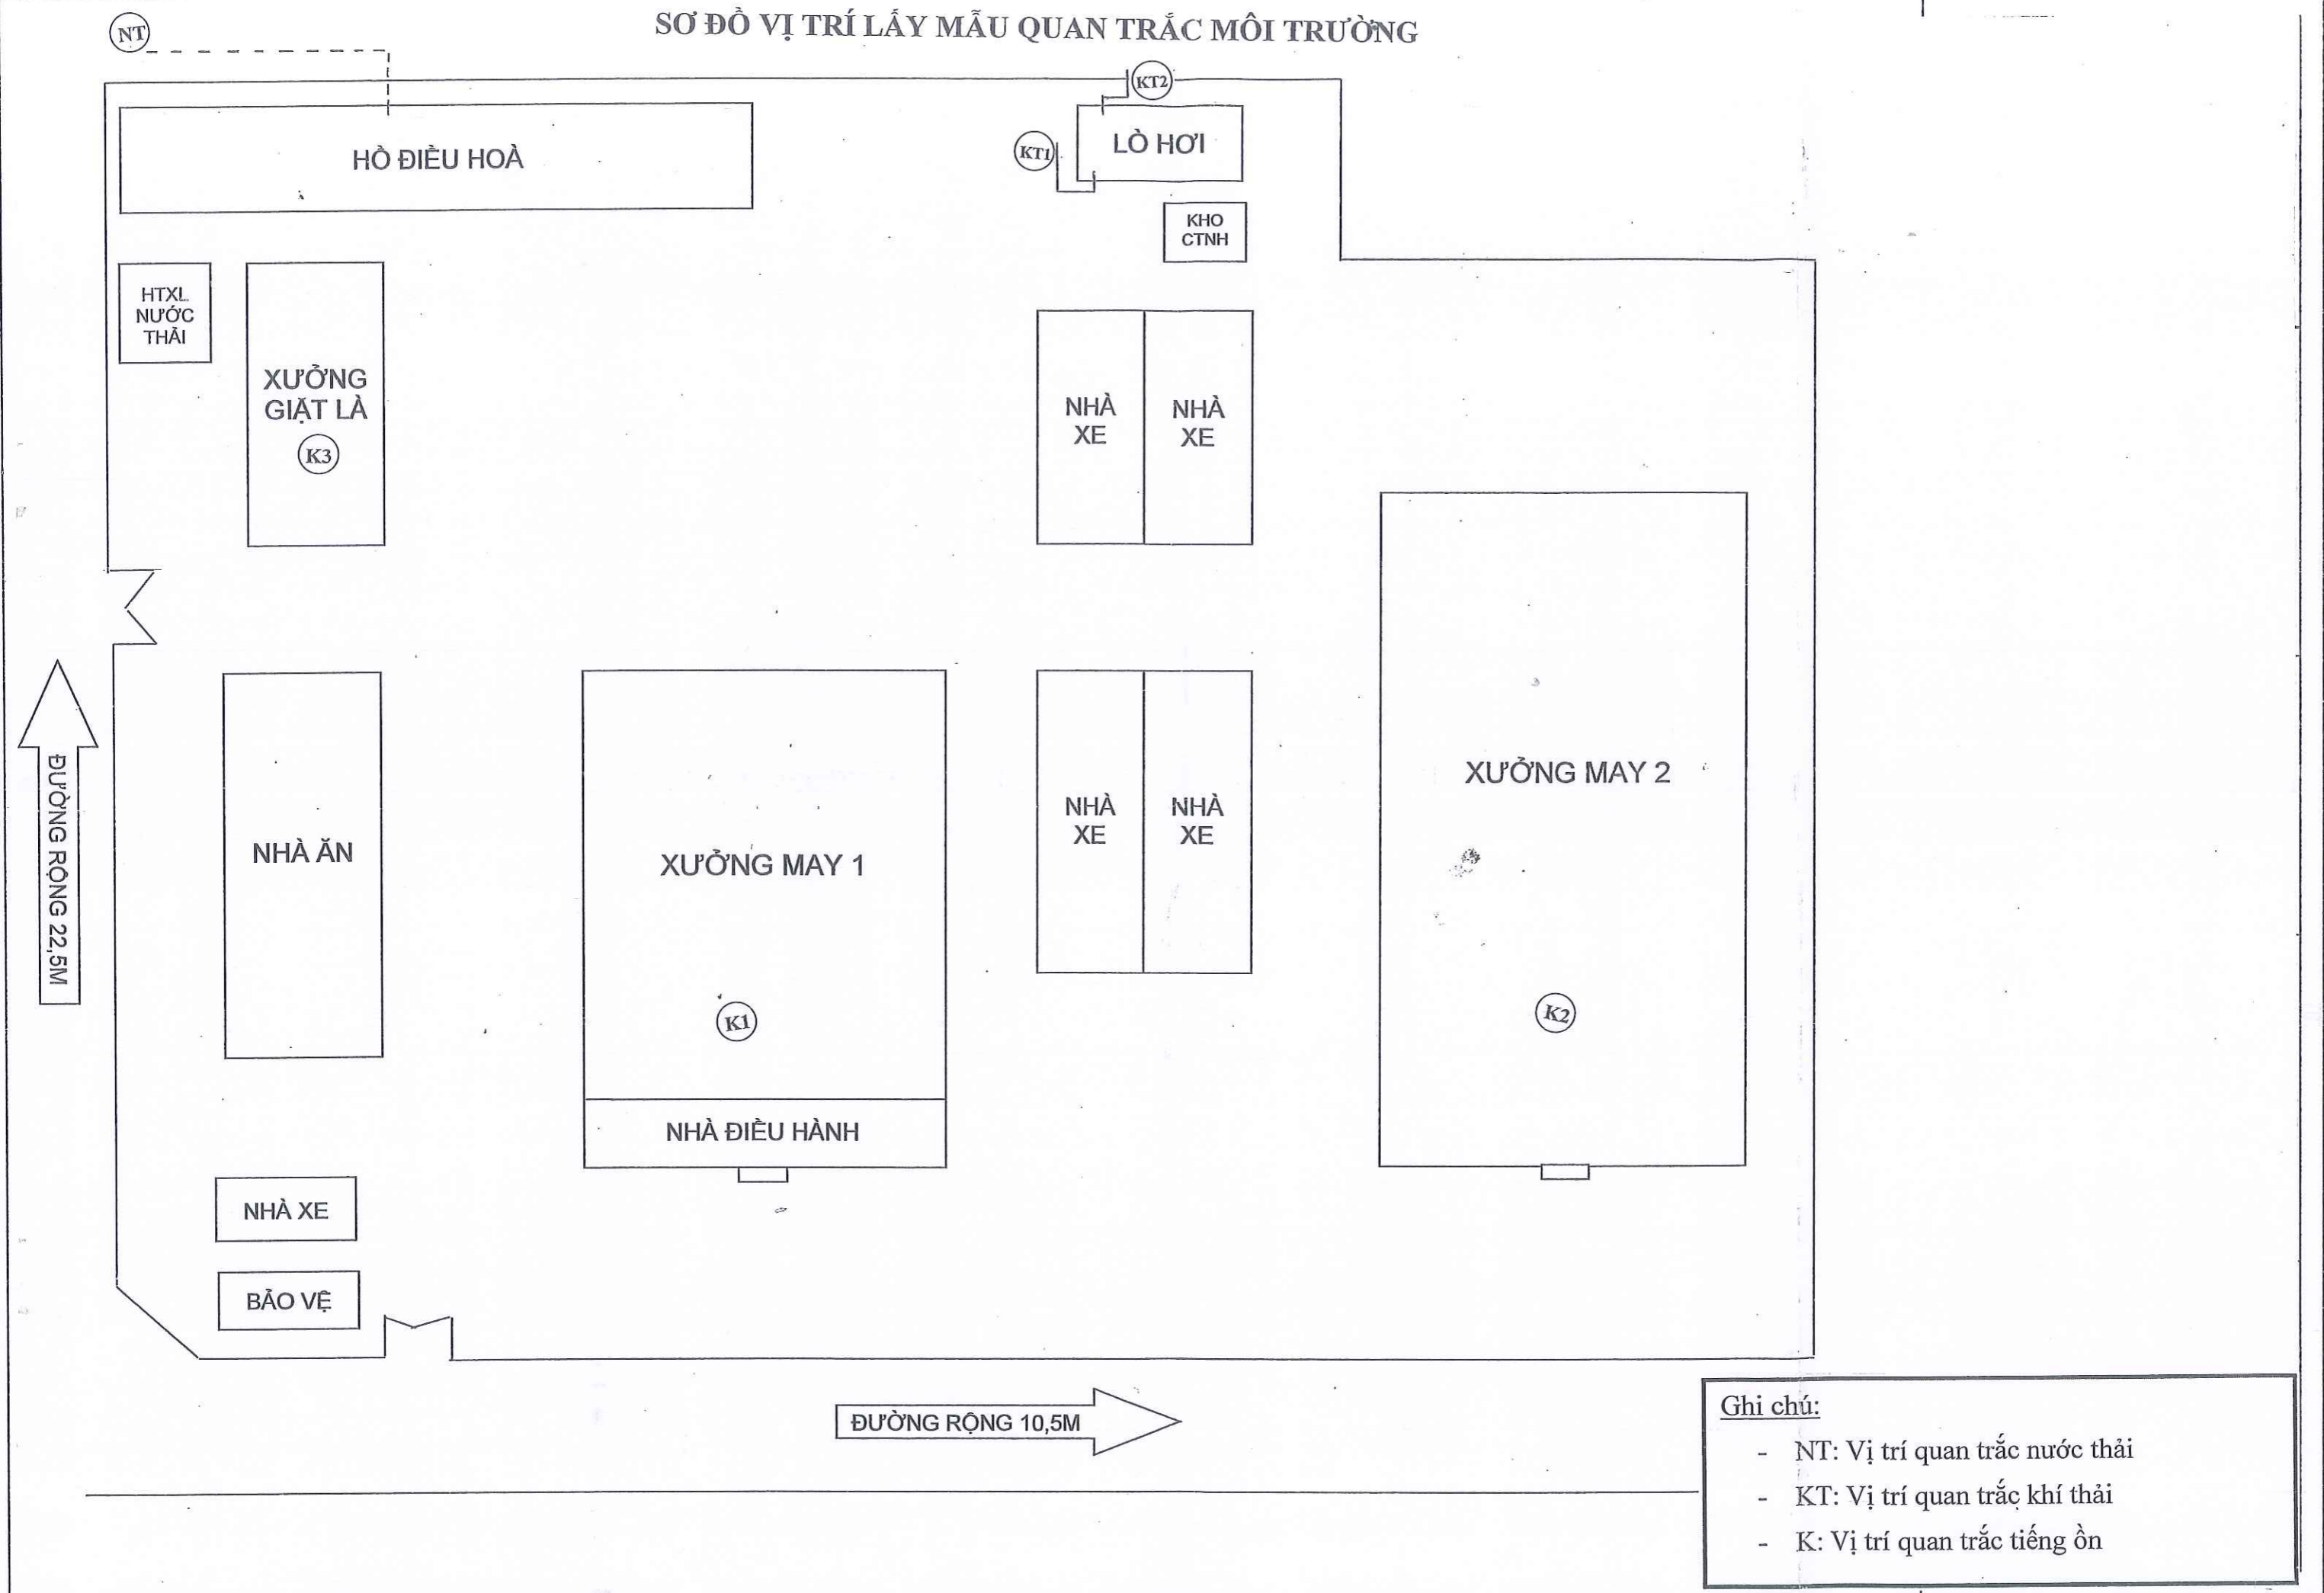 SƠ ĐỒ VỊ TRÍ LẤY MẪU QUAN TRẮC MÔI TRƯỜNG
NT
KT2
HỒ ĐIỀU HOÀ
KT1
LÒ HƠI
KHO
CTNH
HTXL
NƯỚC
THẢI
XƯỞNG
GIẶT LÀ
K3
NHÀ
XE
NHÀ
XE
ĐƯỜNG RỘNG 22,5M
NHÀ ĂN
XƯỞNG MAY 1
K1
NHÀ ĐIỀU HÀNH
NHÀ
XE
NHÀ
XE
XƯỞNG MAY 2
K2
NHÀ XE
BẢO VỆ
ĐƯỜNG RỘNG 10,5M
Ghi chú:
- NT: Vị trí quan trắc nước thải
- KT: Vị trí quan trắc khí thải
- K: Vị trí quan trắc tiếng ồn